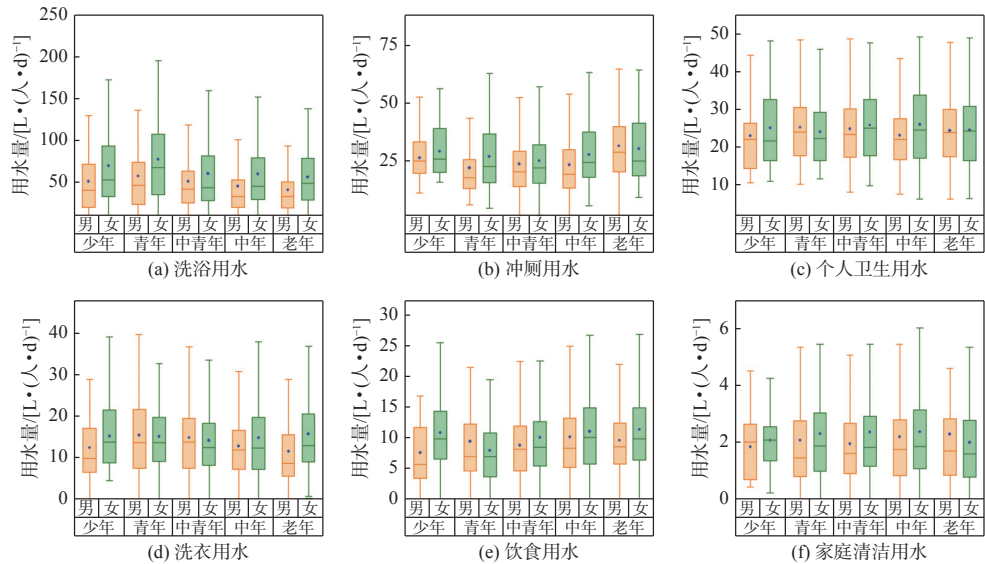 用水量/[L·(人·d)⁻¹]
250
200
150
100
50
男 女 男 女 男 女 男 女 男 女
少年 青年 中青年 中年 老年
(a) 洗浴用水
用水量/[L·(人·d)⁻¹]
75
50
25
男 女 男 女 男 女 男 女 男 女
少年 青年 中青年 中年 老年
(b) 冲厕用水
用水量/[L·(人·d)⁻¹]
50
40
30
20
10
男 女 男 女 男 女 男 女 男 女
少年 青年 中青年 中年 老年
(c) 个人卫生用水
用水量/[L·(人·d)⁻¹]
40
30
20
10
0
男 女 男 女 男 女 男 女 男 女
少年 青年 中青年 中年 老年
(d) 洗衣用水
用水量/[L·(人·d)⁻¹]
30
25
20
15
10
5
0
男 女 男 女 男 女 男 女 男 女
少年 青年 中青年 中年 老年
(e) 饮食用水
用水量/[L·(人·d)⁻¹]
6
4
2
0
男 女 男 女 男 女 男 女 男 女
少年 青年 中青年 中年 老年
(f) 家庭清洁用水